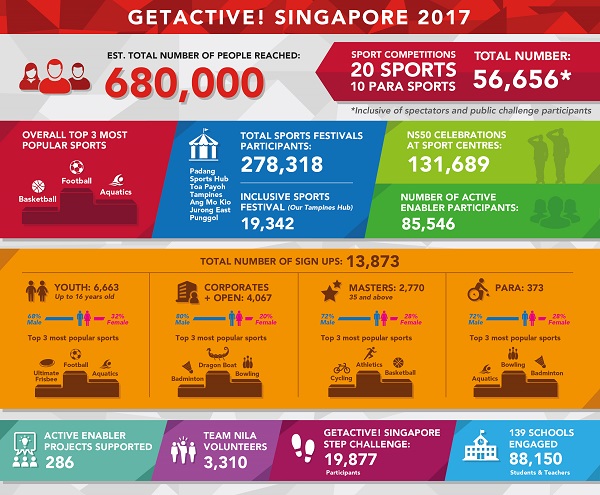 GETACTIVE! SINGAPORE 2017
EST. TOTAL NUMBER OF PEOPLE REACHED:
680,000
SPORT COMPETITIONS
20 SPORTS
10 PARA SPORTS
TOTAL NUMBER:
56,656*
*Inclusive of spectators and public challenge participants
OVERALL TOP 3 MOST
POPULAR SPORTS
Football
Basketball
Aquatics
Padang
Sports Hub
Toa Payoh
Tampines
Ang Mo Kio
Jurong East
Punggol
TOTAL SPORTS FESTIVALS
PARTICIPANTS:
278,318
INCLUSIVE SPORTS
FESTIVAL (Our Tampines Hub)
19,342
NS50 CELEBRATIONS
AT SPORT CENTRES:
131,689
NUMBER OF ACTIVE
ENABLER PARTICIPANTS:
85,546
TOTAL NUMBER OF SIGN UPS: 13,873
YOUTH: 6,663
Up to 16 years old
68% Male
32% Female
Top 3 most popular sports
Football
Ultimate Frisbee
Aquatics
CORPORATES
+ OPEN: 4,067
80% Male
20% Female
Top 3 most popular sports
Dragon Boat
Badminton
Bowling
MASTERS: 2,770
35 and above
72% Male
28% Female
Top 3 most popular sports
Athletics
Cycling
Basketball
PARA: 373
72% Male
28% Female
Top 3 most popular sports
Bowling
Aquatics
Badminton
ACTIVE ENABLER
PROJECTS SUPPORTED
286
TEAM NILA
VOLUNTEERS
3,310
GETACTIVE! SINGAPORE
STEP CHALLENGE:
19,877
Participants
139 SCHOOLS
ENGAGED
88,150
Students & Teachers